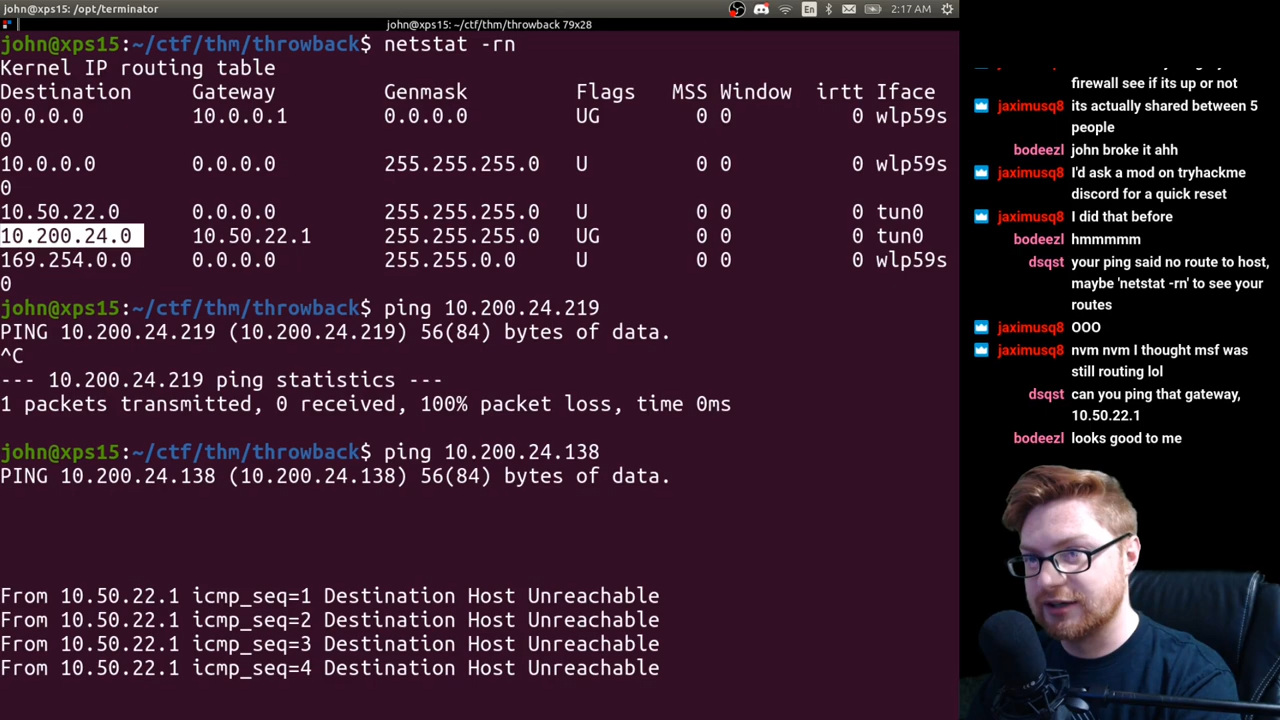 john@xps15: /opt/terminator
En
2:17 AM
john@xps15: ~/ctf/thm/throwback 79x28
john@xps15:~/ctf/thm/throwback$ netstat -rn
Kernel IP routing table
Destination Gateway Genmask Flags MSS Window irtt Iface
0.0.0.0 10.0.0.1 0.0.0.0 UG 0 0 0 wlp59s
0
10.0.0.0 0.0.0.0 255.255.255.0 U 0 0 0 wlp59s
0
10.50.22.0 0.0.0.0 255.255.255.0 U 0 0 0 tun0
10.200.24.0 10.50.22.1 255.255.255.0 UG 0 0 0 tun0
169.254.0.0 0.0.0.0 255.255.0.0 U 0 0 0 wlp59s
0
john@xps15:~/ctf/thm/throwback$ ping 10.200.24.219
PING 10.200.24.219 (10.200.24.219) 56(84) bytes of data.
^C
--- 10.200.24.219 ping statistics ---
1 packets transmitted, 0 received, 100% packet loss, time 0ms
john@xps15:~/ctf/thm/throwback$ ping 10.200.24.138
PING 10.200.24.138 (10.200.24.138) 56(84) bytes of data.
From 10.50.22.1 icmp_seq=1 Destination Host Unreachable
From 10.50.22.1 icmp_seq=2 Destination Host Unreachable
From 10.50.22.1 icmp_seq=3 Destination Host Unreachable
From 10.50.22.1 icmp_seq=4 Destination Host Unreachable
firewall see if its up or not
jaximusq8 its actually shared between 5
people
bodeezl john broke it ahh
jaximusq8 I'd ask a mod on tryhackme
discord for a quick reset
jaximusq8 I did that before
bodeezl hmmmmm
dsqst your ping said no route to host,
maybe 'netstat -rn' to see your
routes
jaximusq8 OOO
jaximusq8 nvm nvm I thought msf was
still routing lol
dsqst can you ping that gateway,
10.50.22.1
bodeezl looks good to me